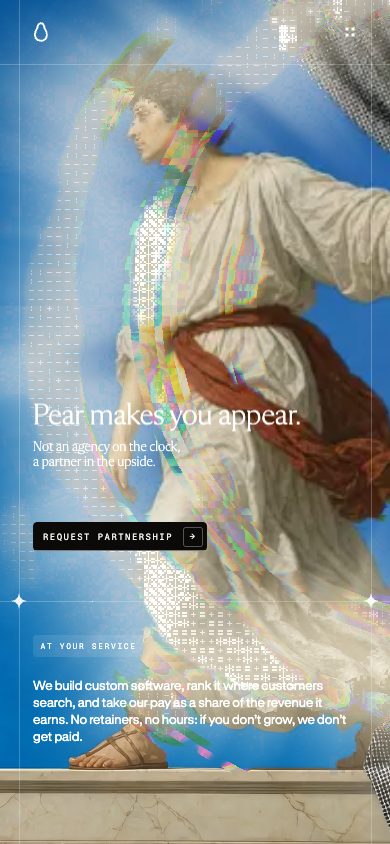 Pear makes you appear.
Not an agency on the clock,
a partner in the upside.
REQUEST PARTNERSHIP
AT YOUR SERVICE
We build custom software, rank it where customers
search, and take our pay as a share of the revenue it
earns. No retainers, no hours: if you don't grow, we don't
get paid.